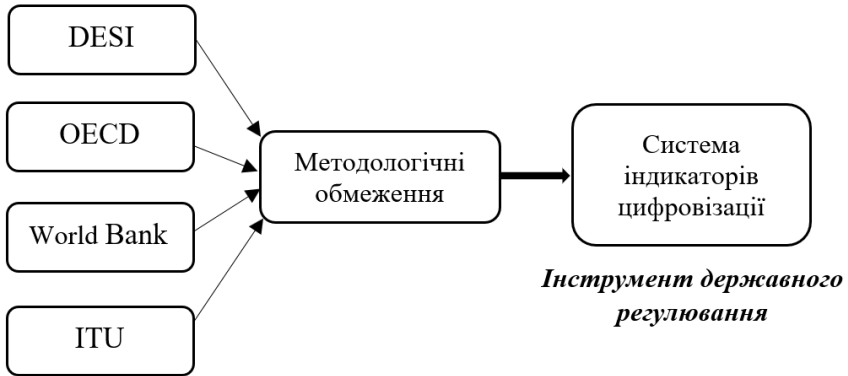 DESI
OECD
World Bank
ITU
Методологічні
обмеження
Система
індикаторів
цифровізації
Інструмент державного
регулювання